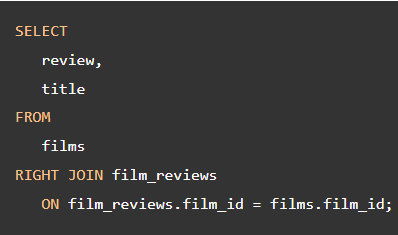 SELECT
review,
title
FROM
films
RIGHT JOIN film_reviews
ON film_reviews.film_id = films.film_id;